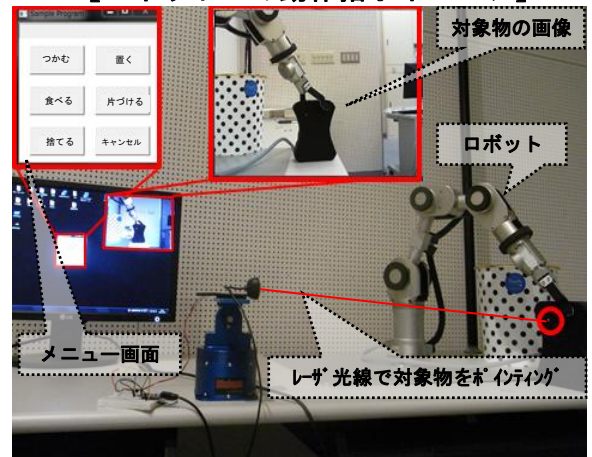 Sample Program
対象物の画像
つかむ
置く
食べる
片づける
捨てる
キャンセル
ロボット
メニュー画面
ﾚｰｻﾞ光線で対象物をﾎﾟｲﾝﾃｨﾝｸﾞ